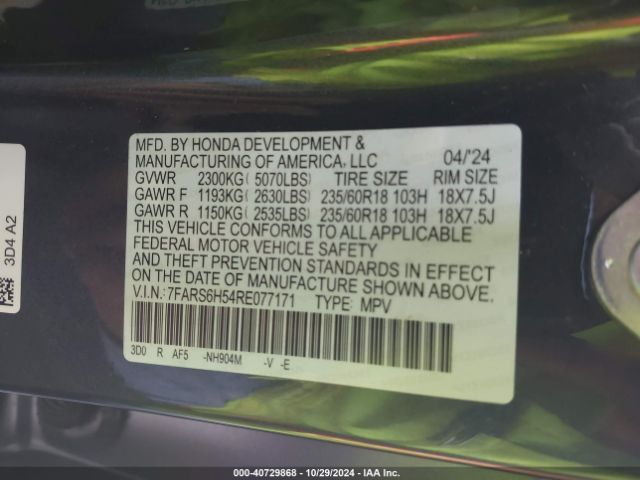 MFD. BY HONDA DEVELOPMENT &
MANUFACTURING OF AMERICA, LLC 04/'24
GVWR 2300KG( 5070LBS) TIRE SIZE RIM SIZE
GAWR F 1193KG( 2630LBS) 235/60R18 103H 18X7.5J
GAWR R 1150KG( 2535LBS) 235/60R18 103H 18X7.5J
THIS VEHICLE CONFORMS TO ALL APPLICABLE
FEDERAL MOTOR VEHICLE SAFETY
AND THEFT PREVENTION STANDARDS IN EFFECT
ON THE DATE OF MANUFACTURE SHOWN ABOVE.
V.I.N.:7FARS6H54RE077171 TYPE: MPV
3D0 R AF5 -NH904M -V -E
3D4 A2
000-40729868 - 10/29/2024 - IAA Inc.